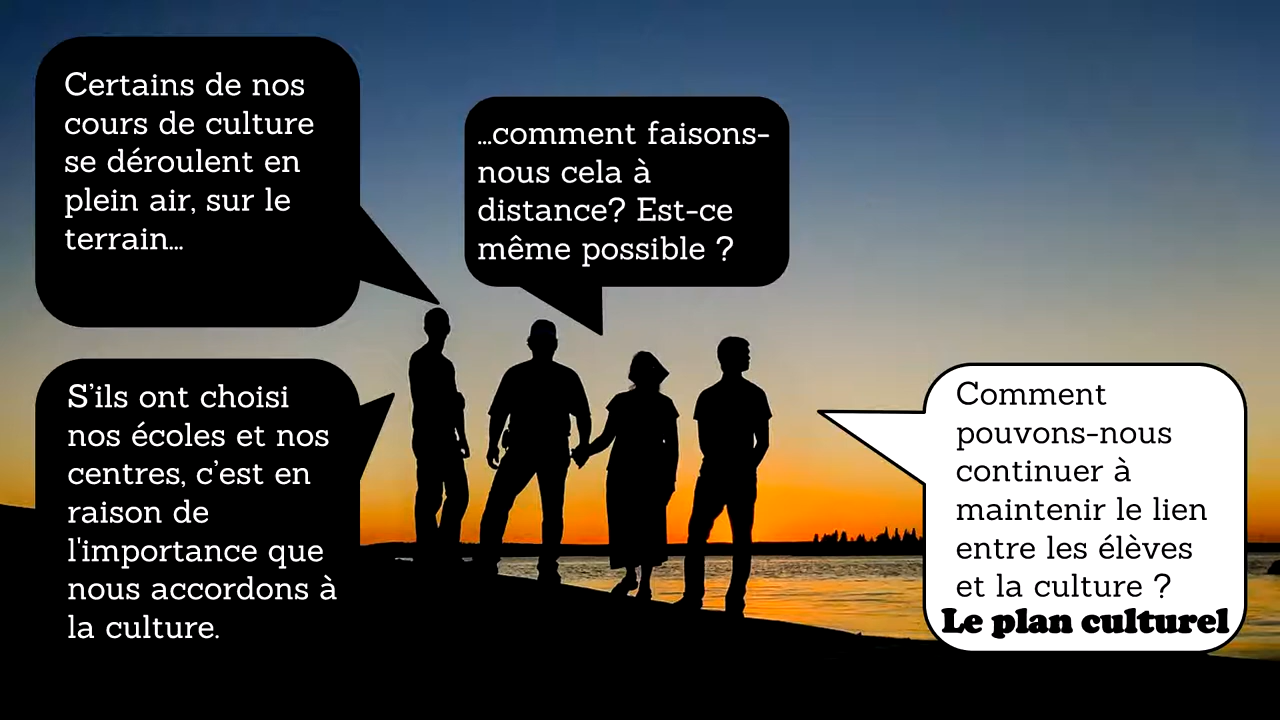 Certains de nos
cours de culture
se déroulent en
plein air, sur le
terrain...
...comment faisons-
nous cela à
distance? Est-ce
même possible ?
S’ils ont choisi
nos écoles et nos
centres, c’est en
raison de
l'importance que
nous accordons à
la culture.
Comment
pouvons-nous
continuer à
maintenir le lien
entre les élèves
et la culture ?
Le plan culturel